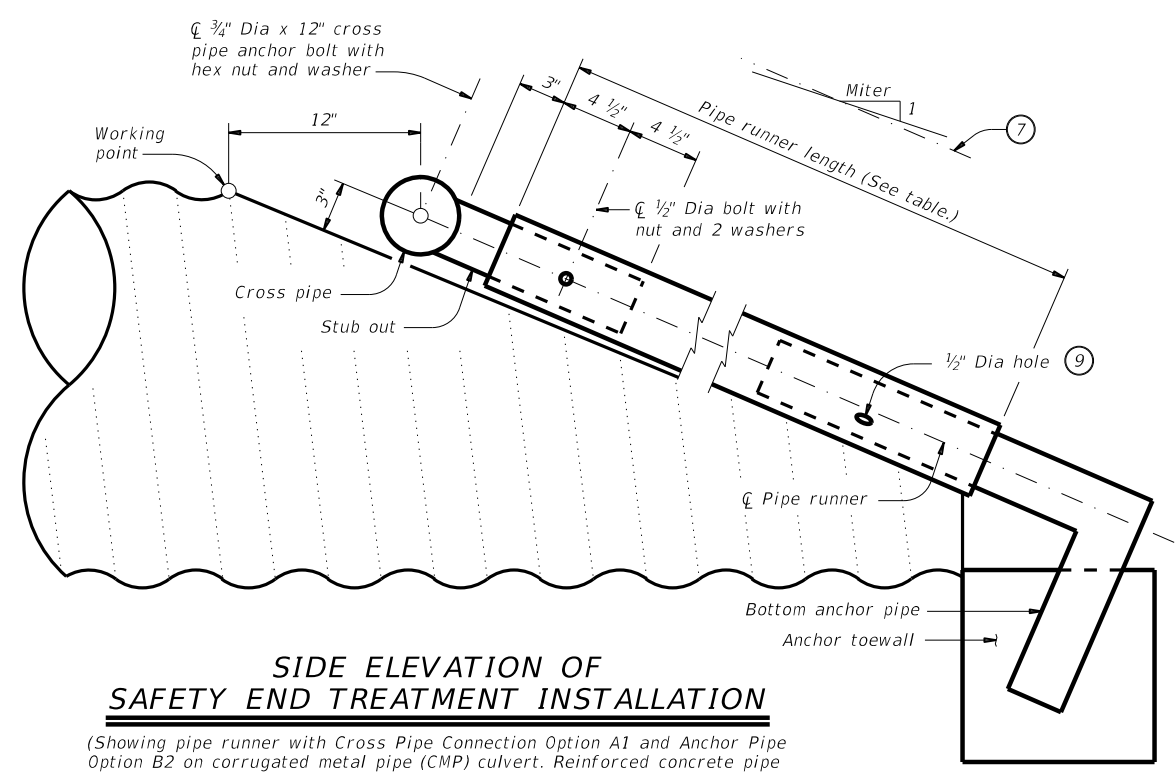 ℄ ¾" Dia x 12" cross
pipe anchor bolt with
hex nut and washer
Working
point
12"
3"
3"
4 ½"
4 ½"
Pipe runner length (See table.)
Miter
1
7
℄ ½" Dia bolt with
nut and 2 washers
Cross pipe
Stub out
½" Dia hole
9
℄ Pipe runner
Bottom anchor pipe
Anchor toewall
SIDE ELEVATION OF
SAFETY END TREATMENT INSTALLATION
(Showing pipe runner with Cross Pipe Connection Option A1 and Anchor Pipe
Option B2 on corrugated metal pipe (CMP) culvert. Reinforced concrete pipe